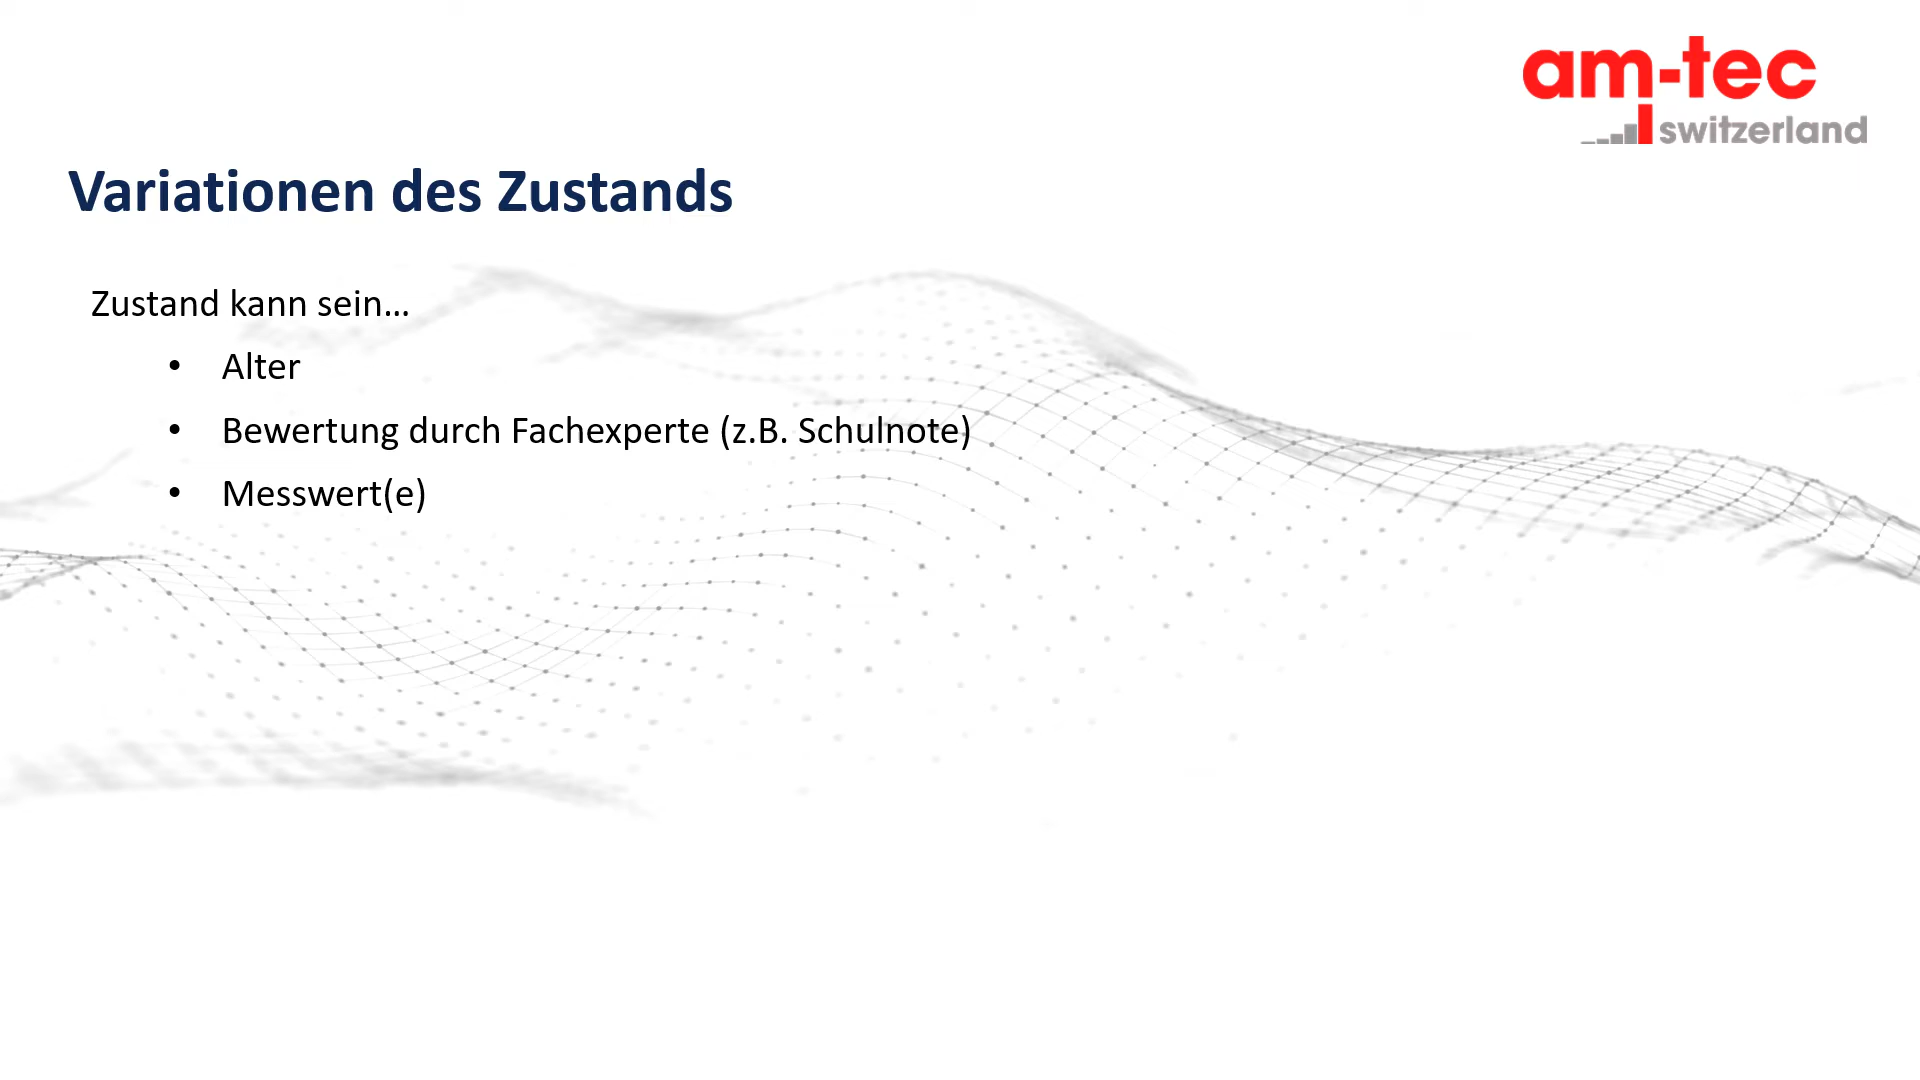 am-tec
switzerland
Variationen des Zustands
Zustand kann sein…
• Alter
• Bewertung durch Fachexperte (z.B. Schulnote)
• Messwert(e)